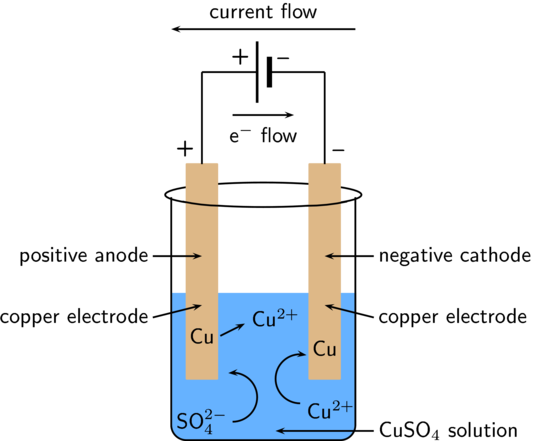 current flow
+ −
e⁻ flow
+ −
positive anode
negative cathode
copper electrode
copper electrode
Cu
Cu²⁺
Cu
SO₄²⁻
Cu²⁺
CuSO₄ solution